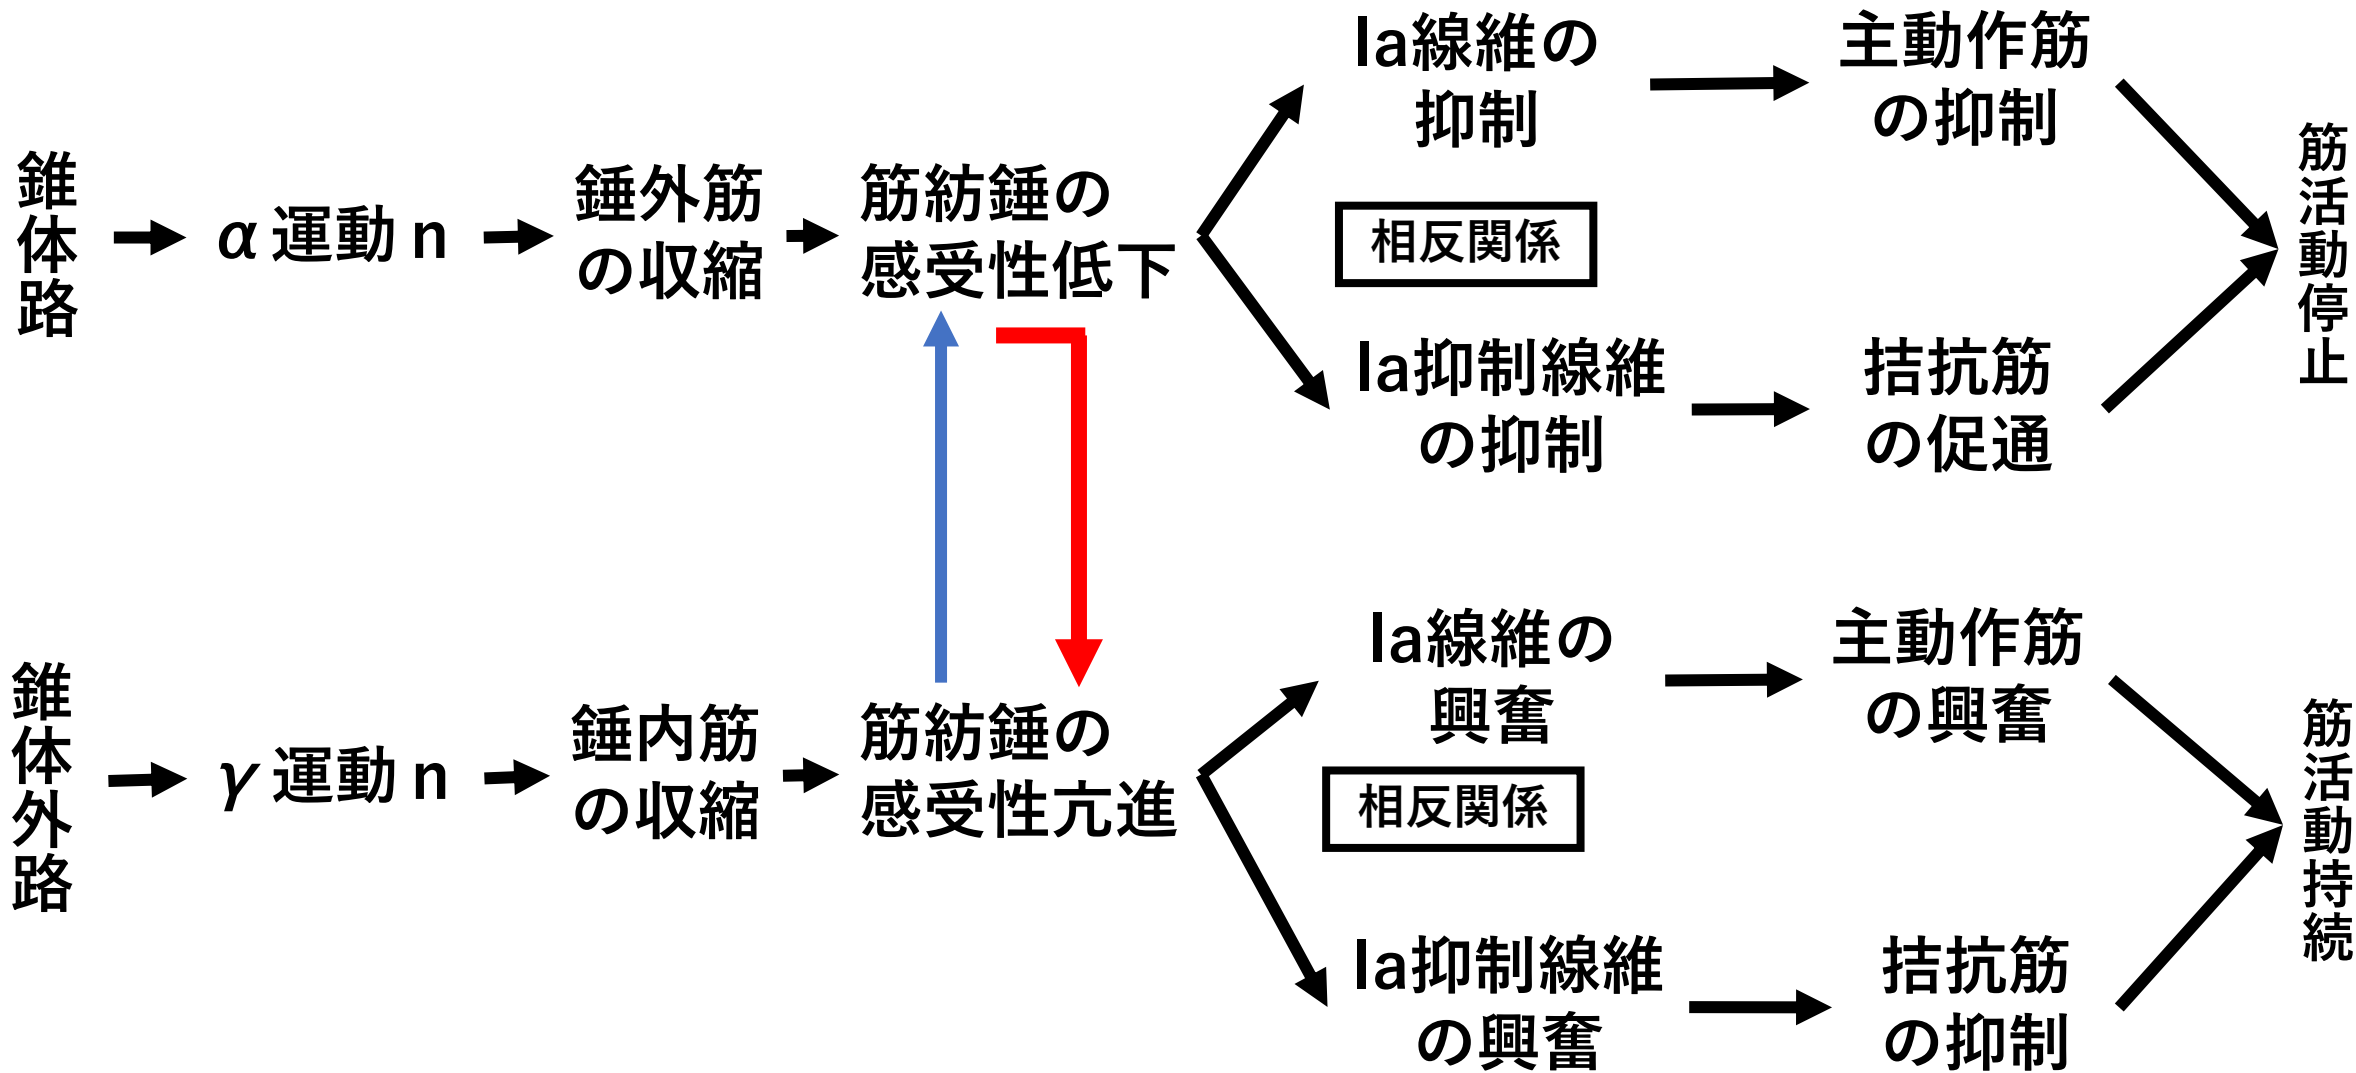 錐体路
α運動n
錘外筋
の収縮
筋紡錘の
感受性低下
Ia線維の
抑制
主動作筋
の抑制
相反関係
Ia抑制線維
の抑制
拮抗筋
の促通
筋活動停止
錐体外路
γ運動n
錘内筋
の収縮
筋紡錘の
感受性亢進
Ia線維の
興奮
主動作筋
の興奮
相反関係
Ia抑制線維
の興奮
拮抗筋
の抑制
筋活動持続